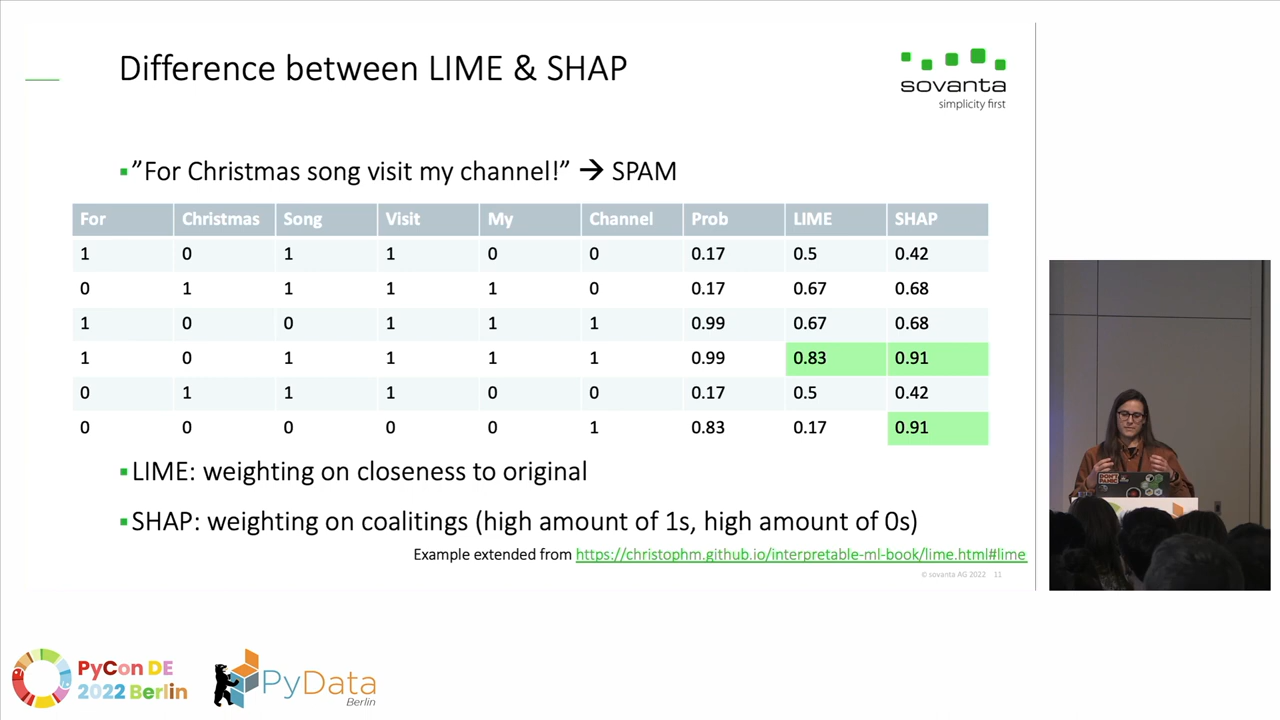 Difference between LIME & SHAP
sovanta
simplicity first
▪"For Christmas song visit my channel!" → SPAM
For Christmas Song Visit My Channel Prob LIME SHAP
1 0 1 1 0 0 0.17 0.5 0.42
0 1 1 1 1 0 0.17 0.67 0.68
1 0 0 1 1 1 0.99 0.67 0.68
1 0 1 1 1 1 0.99 0.83 0.91
0 1 1 1 0 0 0.17 0.5 0.42
0 0 0 0 0 1 0.83 0.17 0.91
▪LIME: weighting on closeness to original
▪SHAP: weighting on coalitings (high amount of 1s, high amount of 0s)
Example extended from https://christophm.github.io/interpretable-ml-book/lime.html#lime
© sovanta AG 2022 11
PyCon DE
2022 Berlin
PyData
Berlin